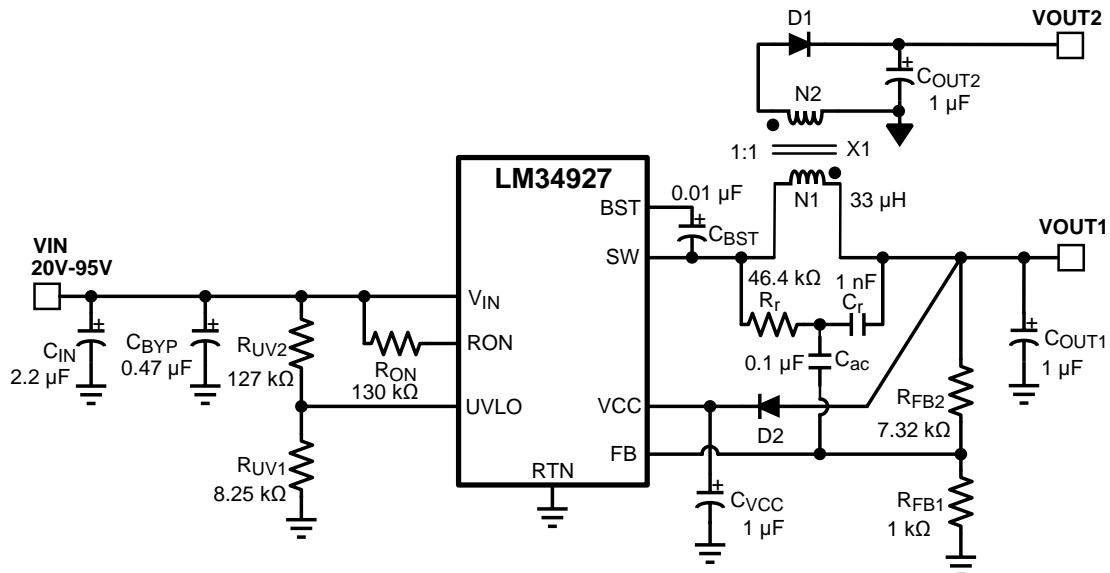 D1
VOUT2
+
COUT2
1 µF
N2
1:1
X1
LM34927
0.01 µF
N1
33 µH
BST
+
CBST
VOUT1
VIN
20V-95V
SW
46.4 kΩ
1 nF
Rr
Cr
VIN
+
+
+
CIN
2.2 µF
CBYP
0.47 µF
RUV2
127 kΩ
RON
RON
130 kΩ
0.1 µF
Cac
COUT1
1 µF
UVLO
VCC
D2
RFB2
7.32 kΩ
FB
RUV1
8.25 kΩ
RTN
+
CVCC
1 µF
RFB1
1 kΩ